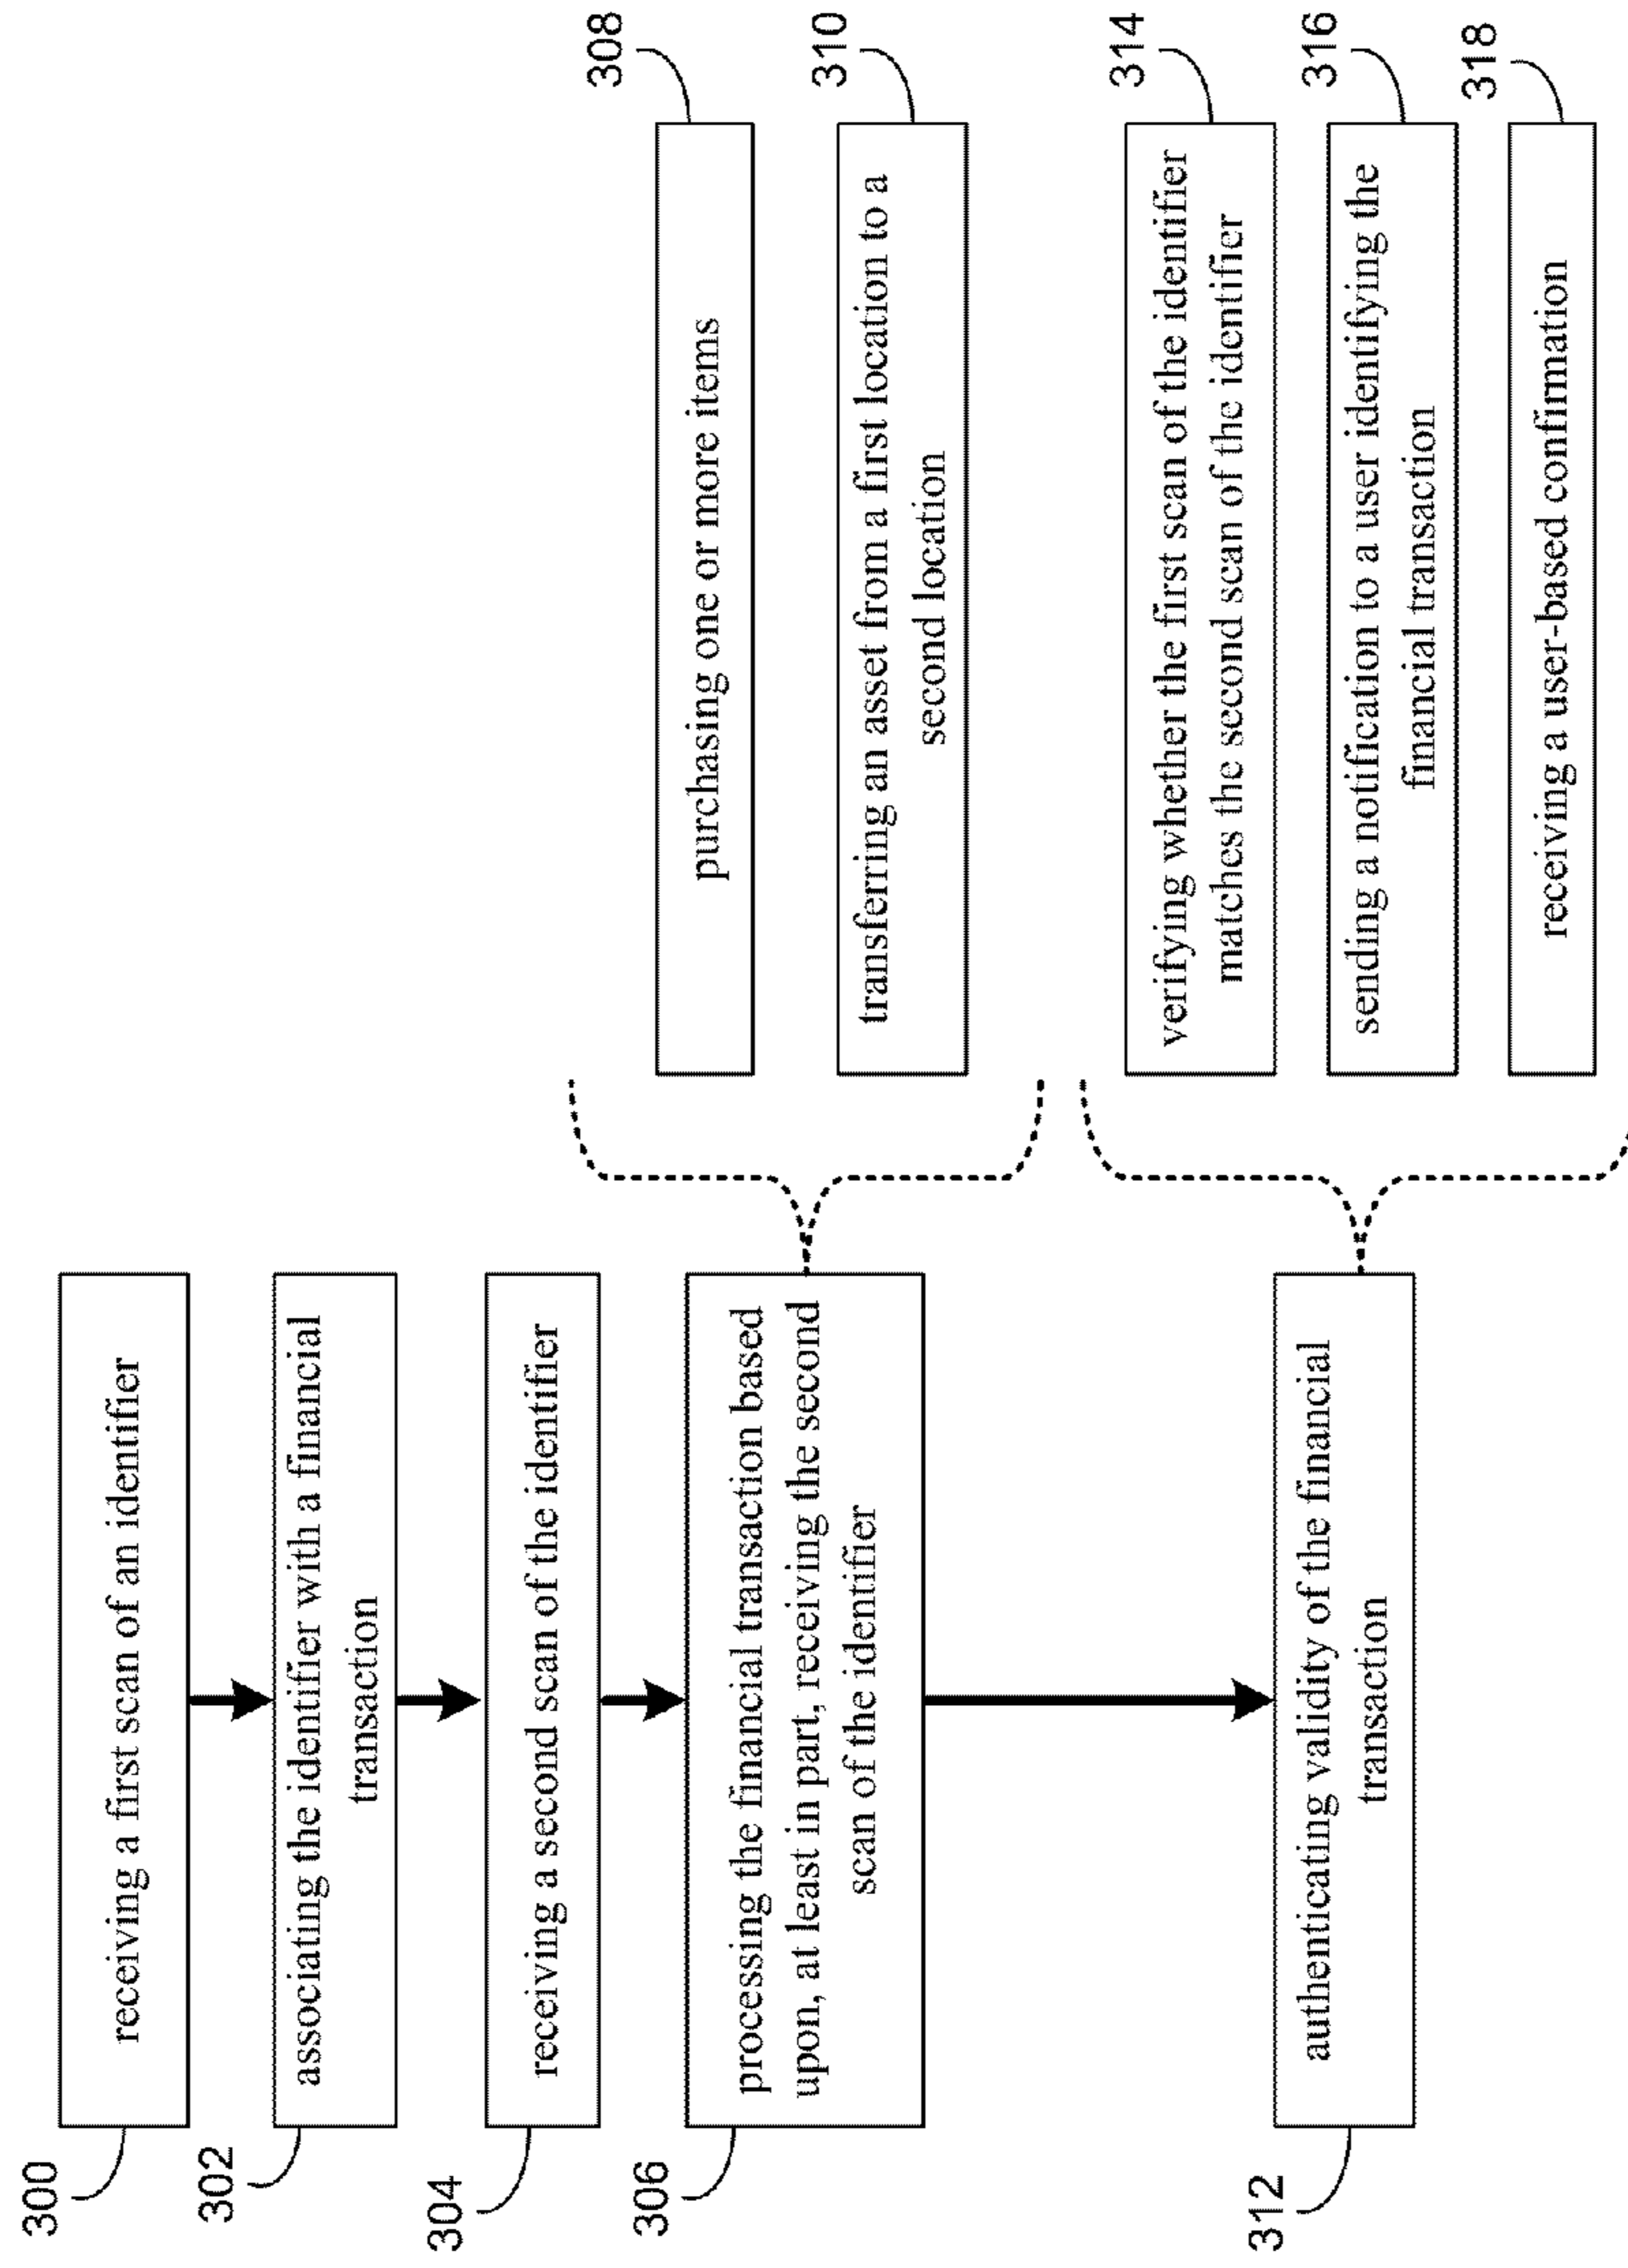 300
receiving a first scan of an identifier
302
associating the identifier with a financial
transaction
304
receiving a second scan of the identifier
306
processing the financial transaction based
upon, at least in part, receiving the second
scan of the identifier
308
purchasing one or more items
310
transferring an asset from a first location to a
second location
312
authenticating validity of the financial
transaction
314
verifying whether the first scan of the identifier
matches the second scan of the identifier
316
sending a notification to a user identifying the
financial transaction
318
receiving a user-based confirmation